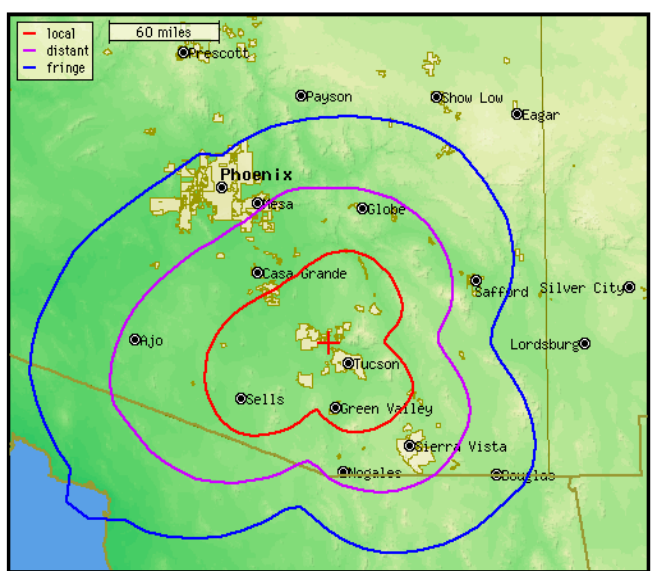 local
distant
fringe
60 miles
Prescott
Payson
Show Low
Eagar
Phoenix
Mesa
Globe
Casa Grande
Safford
Silver City
Ajo
Lordsburg
Tucson
Sells
Green Valley
Sierra Vista
Nogales
Douglas